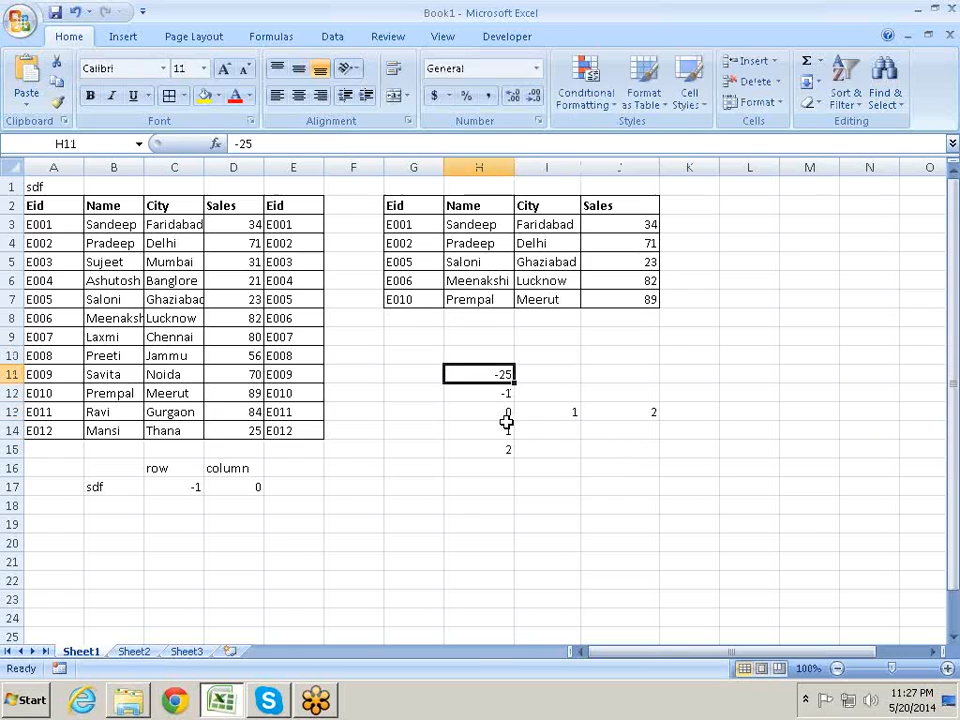 Book1 - Microsoft Excel
Home Insert Page Layout Formulas Data Review View Developer
Paste
Calibri 11
B I U
General
$ % ,
Conditional Formatting
Format as Table
Cell Styles
Insert
Delete
Format
Sort & Filter
Find & Select
Clipboard Font Alignment Number Styles Cells Editing
H11 fx -25
A B C D E F G H I J K L M N O
1 sdf
2 Eid Name City Sales Eid Eid Name City Sales
3 E001 Sandeep Faridabad 34 E001 E001 Sandeep Faridabad 34
4 E002 Pradeep Delhi 71 E002 E002 Pradeep Delhi 71
5 E003 Sujeet Mumbai 31 E003 E005 Saloni Ghaziabad 23
6 E004 Ashutosh Banglore 21 E004 E006 Meenakshi Lucknow 82
7 E005 Saloni Ghaziabad 23 E005 E010 Prempal Meerut 89
8 E006 Meenaksh Lucknow 82 E006
9 E007 Laxmi Chennai 80 E007
10 E008 Preeti Jammu 56 E008
11 E009 Savita Noida 70 E009 -25
12 E010 Prempal Meerut 89 E010 -1
13 E011 Ravi Gurgaon 84 E011 0 1 2
14 E012 Mansi Thana 25 E012 1
15 2
16 row column
17 sdf -1 0
18
19
20
21
22
23
24
25
Sheet1 Sheet2 Sheet3
Ready 100%
Start
11:27 PM
5/20/2014